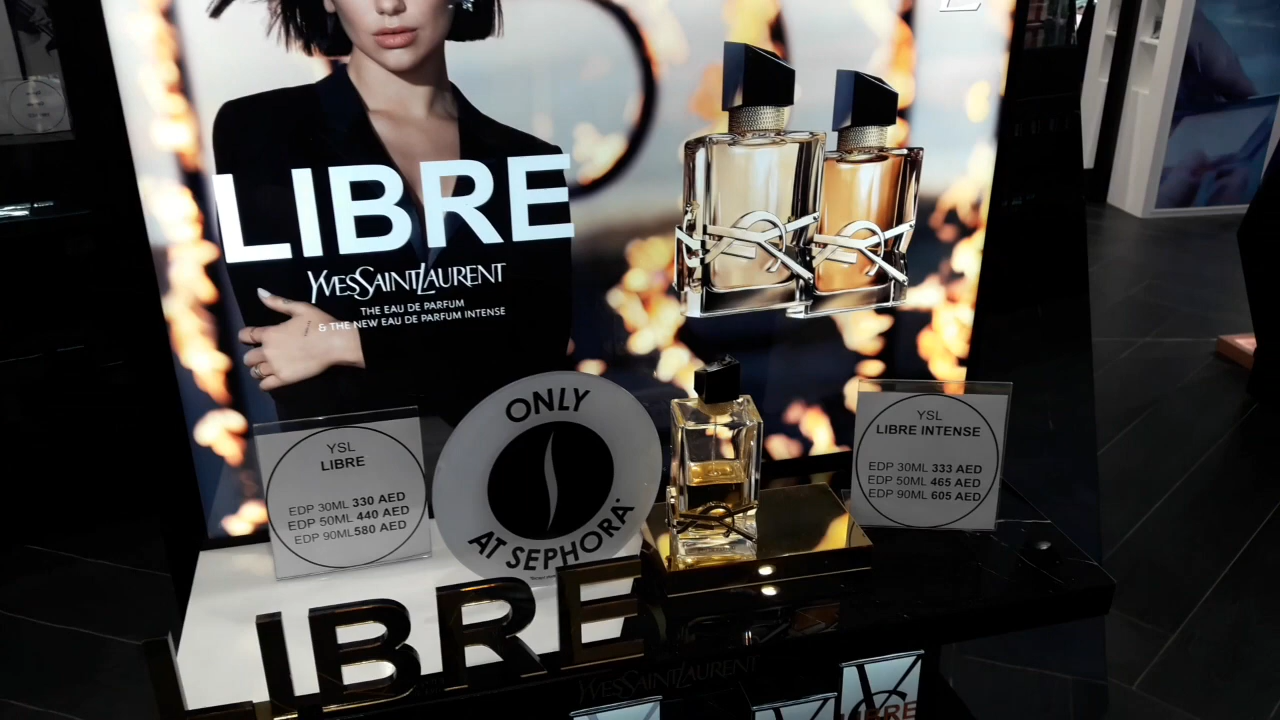 LIBRE
YVESSAINTLAURENT
THE EAU DE PARFUM
& THE NEW EAU DE PARFUM INTENSE
YSL
LIBRE
EDP 30ML 330 AED
EDP 50ML 440 AED
EDP 90ML580 AED
ONLY
AT SEPHORA*
YSL
LIBRE INTENSE
EDP 30ML 333 AED
EDP 50ML 465 AED
EDP 90ML 605 AED
LIBRE
YVESSAINTLAURENT
LIBRE